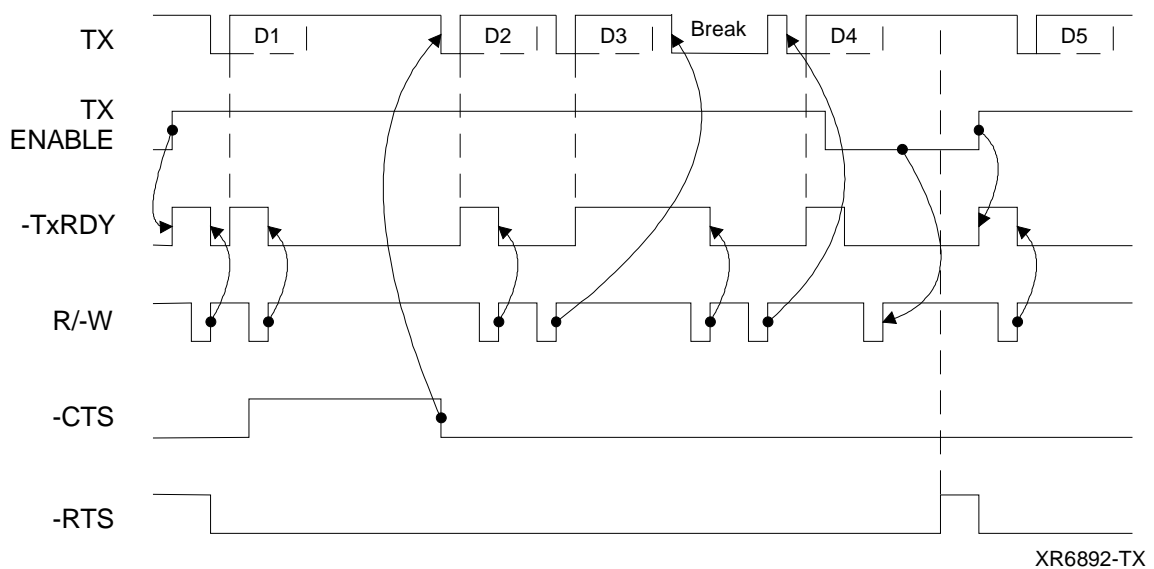 TX D1 D2 D3 Break D4 D5
TX
ENABLE
-TxRDY
R/-W
-CTS
-RTS
XR6892-TX